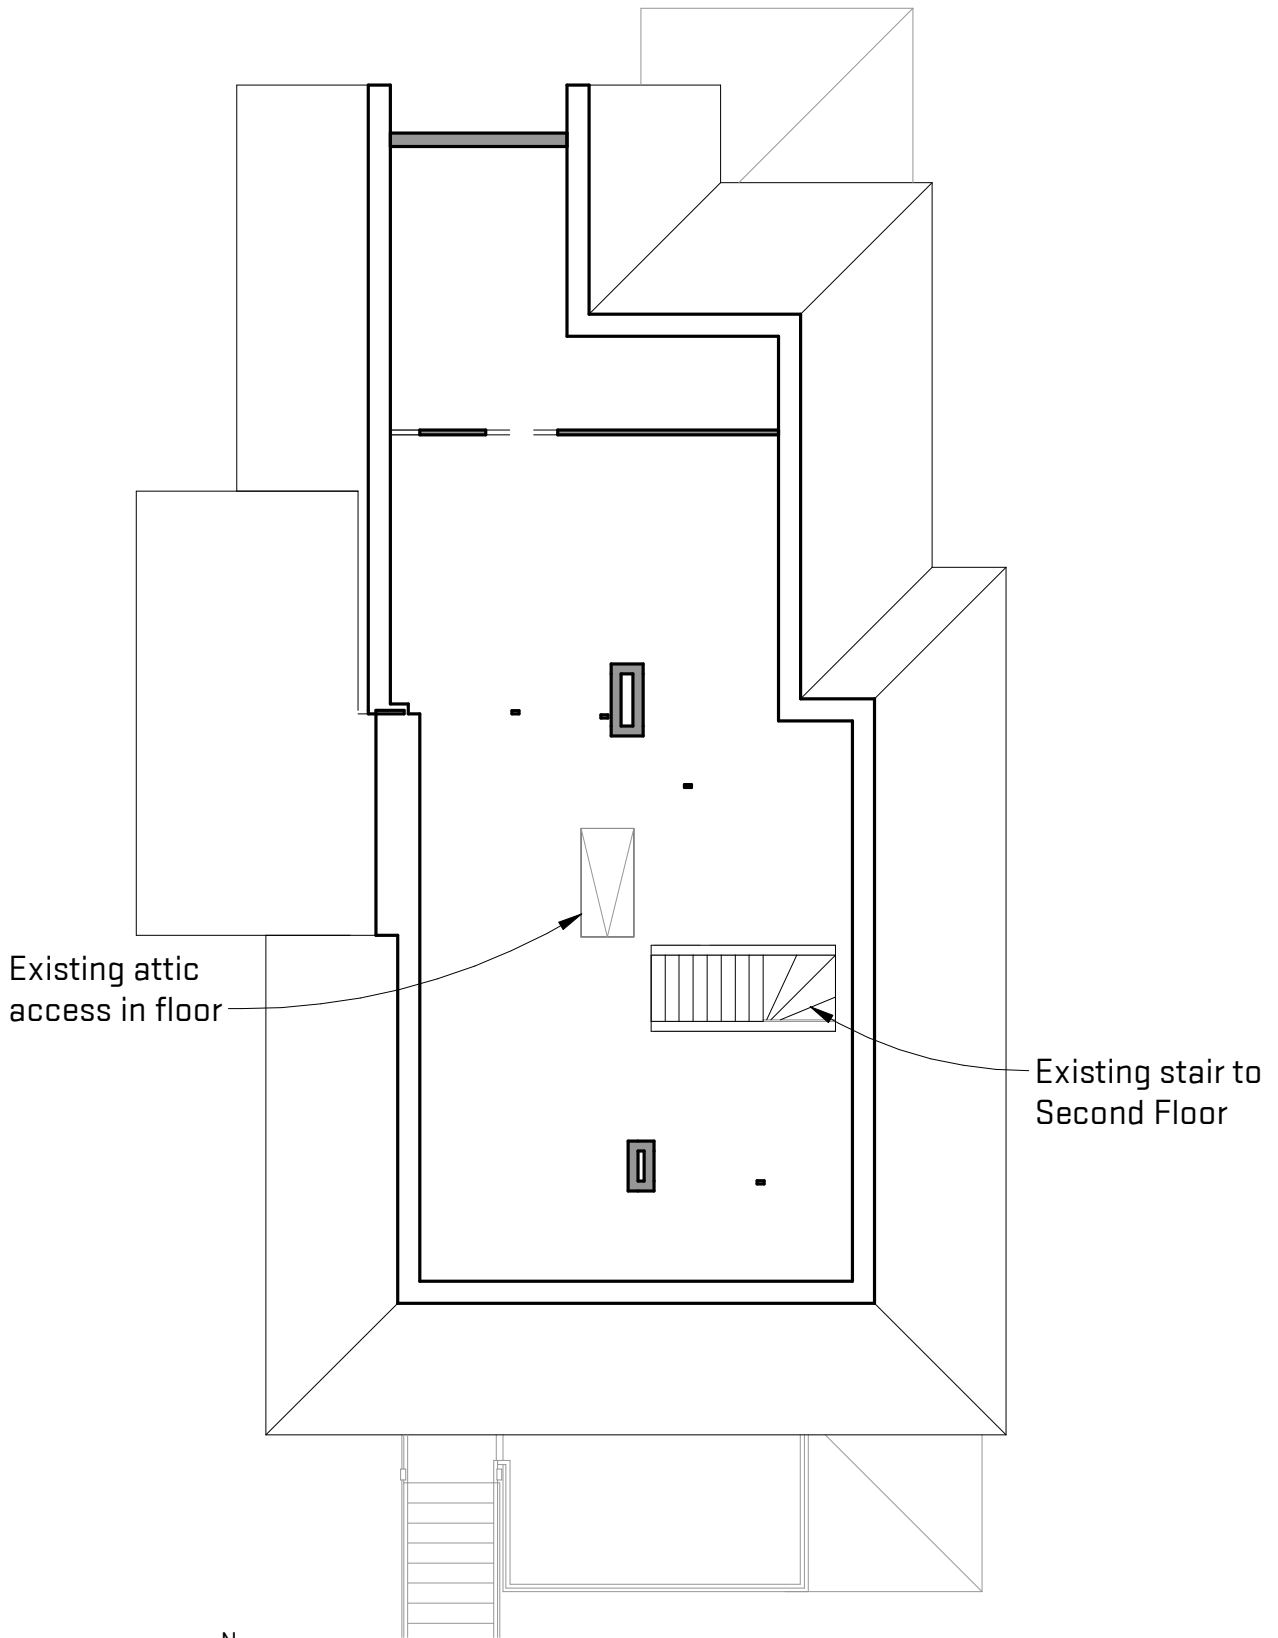 Existing attic
access in floor
Existing stair to
Second Floor
N